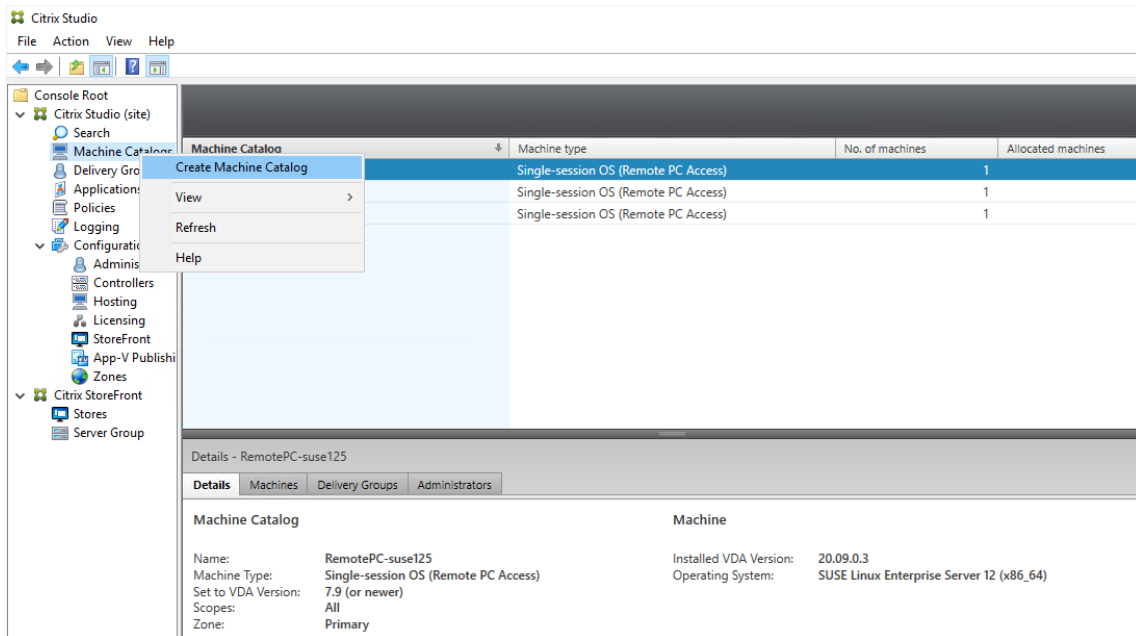 Citrix Studio
File Action View Help
Console Root
Citrix Studio (site)
Search
Machine Catalogs
Delivery Gro
Applications
Policies
Logging
Configuratio
Adminis
Controllers
Hosting
Licensing
StoreFront
App-V Publishi
Zones
Citrix StoreFront
Stores
Server Group
Create Machine Catalog
View
Refresh
Help
Machine Catalog Machine type No. of machines Allocated machines
Single-session OS (Remote PC Access) 1
Single-session OS (Remote PC Access) 1
Single-session OS (Remote PC Access) 1
Details - RemotePC-suse125
Details Machines Delivery Groups Administrators
Machine Catalog
Name: RemotePC-suse125
Machine Type: Single-session OS (Remote PC Access)
Set to VDA Version: 7.9 (or newer)
Scopes: All
Zone: Primary
Machine
Installed VDA Version: 20.09.0.3
Operating System: SUSE Linux Enterprise Server 12 (x86_64)